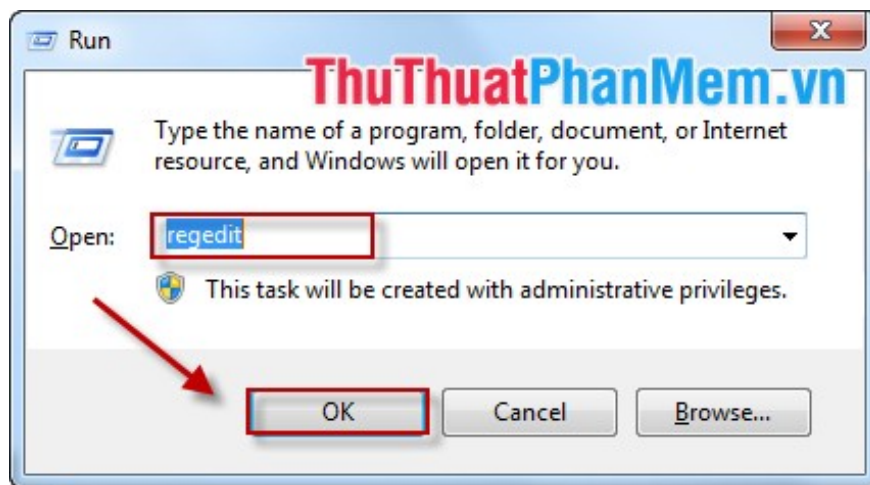 Run
ThuThuatPhanMem.vn
Type the name of a program, folder, document, or Internet
resource, and Windows will open it for you.
Open: regedit
This task will be created with administrative privileges.
OK Cancel Browse...